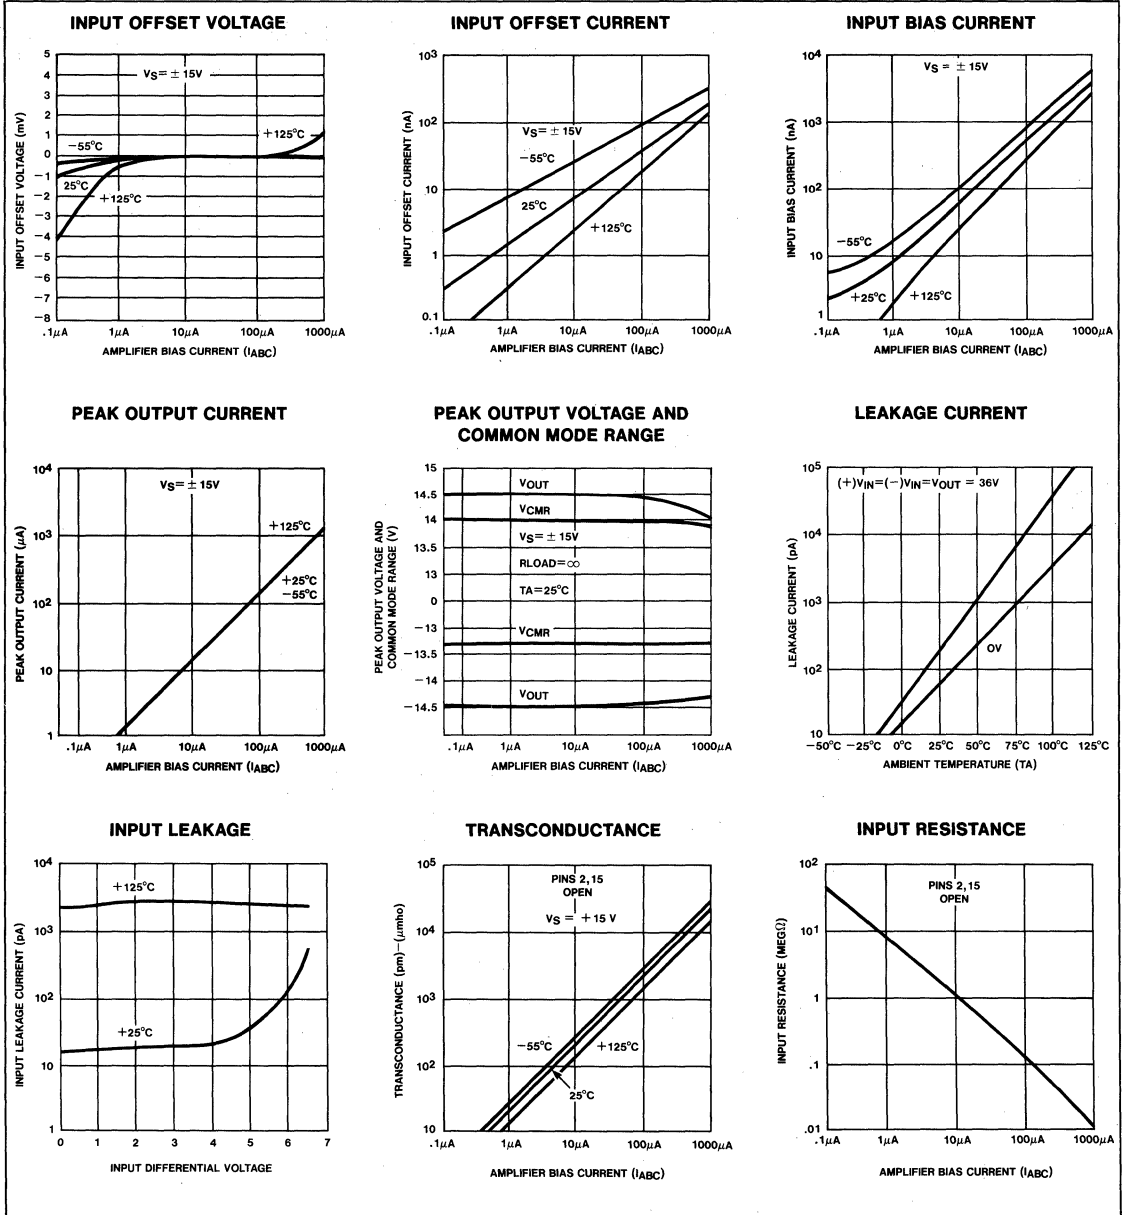 INPUT OFFSET VOLTAGE
INPUT OFFSET VOLTAGE (mV)
5
4
3
2
1
0
−1
−2
−3
−4
−5
−6
−7
−8
VS= ± 15V
+125°C
−55°C
25°C
+125°C
.1μA 1μA 10μA 100μA 1000μA
AMPLIFIER BIAS CURRENT (IABC)
INPUT OFFSET CURRENT
INPUT OFFSET CURRENT (nA)
10³
10²
10
1
0.1
VS= ± 15V
−55°C
25°C
+125°C
.1μA 1μA 10μA 100μA 1000μA
AMPLIFIER BIAS CURRENT (IABC)
INPUT BIAS CURRENT
INPUT BIAS CURRENT (nA)
10⁴
10³
10²
10
1
VS = ± 15V
−55°C
+25°C
+125°C
.1μA 1μA 10μA 100μA 1000μA
AMPLIFIER BIAS CURRENT (IABC)
PEAK OUTPUT CURRENT
PEAK OUTPUT CURRENT (μA)
10⁴
10³
10²
10
1
VS= ± 15V
+125°C
+25°C
−55°C
.1μA 1μA 10μA 100μA 1000μA
AMPLIFIER BIAS CURRENT (IABC)
PEAK OUTPUT VOLTAGE AND
COMMON MODE RANGE
PEAK OUTPUT VOLTAGE AND
COMMON MODE RANGE (V)
15
14.5
14
13.5
13
0
−13
−13.5
−14
−14.5
VOUT
VCMR
VS= ± 15V
RLOAD=∞
TA=25°C
VCMR
VOUT
.1μA 1μA 10μA 100μA 1000μA
AMPLIFIER BIAS CURRENT (IABC)
LEAKAGE CURRENT
LEAKAGE CURRENT (pA)
10⁵
10⁴
10³
10²
10
(+)VIN=(−)VIN=VOUT = 36V
OV
−50°C −25°C 0°C 25°C 50°C 75°C 100°C 125°C
AMBIENT TEMPERATURE (TA)
INPUT LEAKAGE
INPUT LEAKAGE CURRENT (pA)
10⁴
10³
10²
10
1
+125°C
+25°C
0 1 2 3 4 5 6 7
INPUT DIFFERENTIAL VOLTAGE
TRANSCONDUCTANCE
TRANSCONDUCTANCE (pm)−(μmho)
10⁵
10⁴
10³
10²
10
PINS 2,15
OPEN
VS = +15 V
−55°C
+125°C
25°C
.1μA 1μA 10μA 100μA 1000μA
AMPLIFIER BIAS CURRENT (IABC)
INPUT RESISTANCE
INPUT RESISTANCE (MEGΩ)
10²
10¹
1
.1
.01
PINS 2,15
OPEN
.1μA 1μA 10μA 100μA 1000μA
AMPLIFIER BIAS CURRENT (IABC)